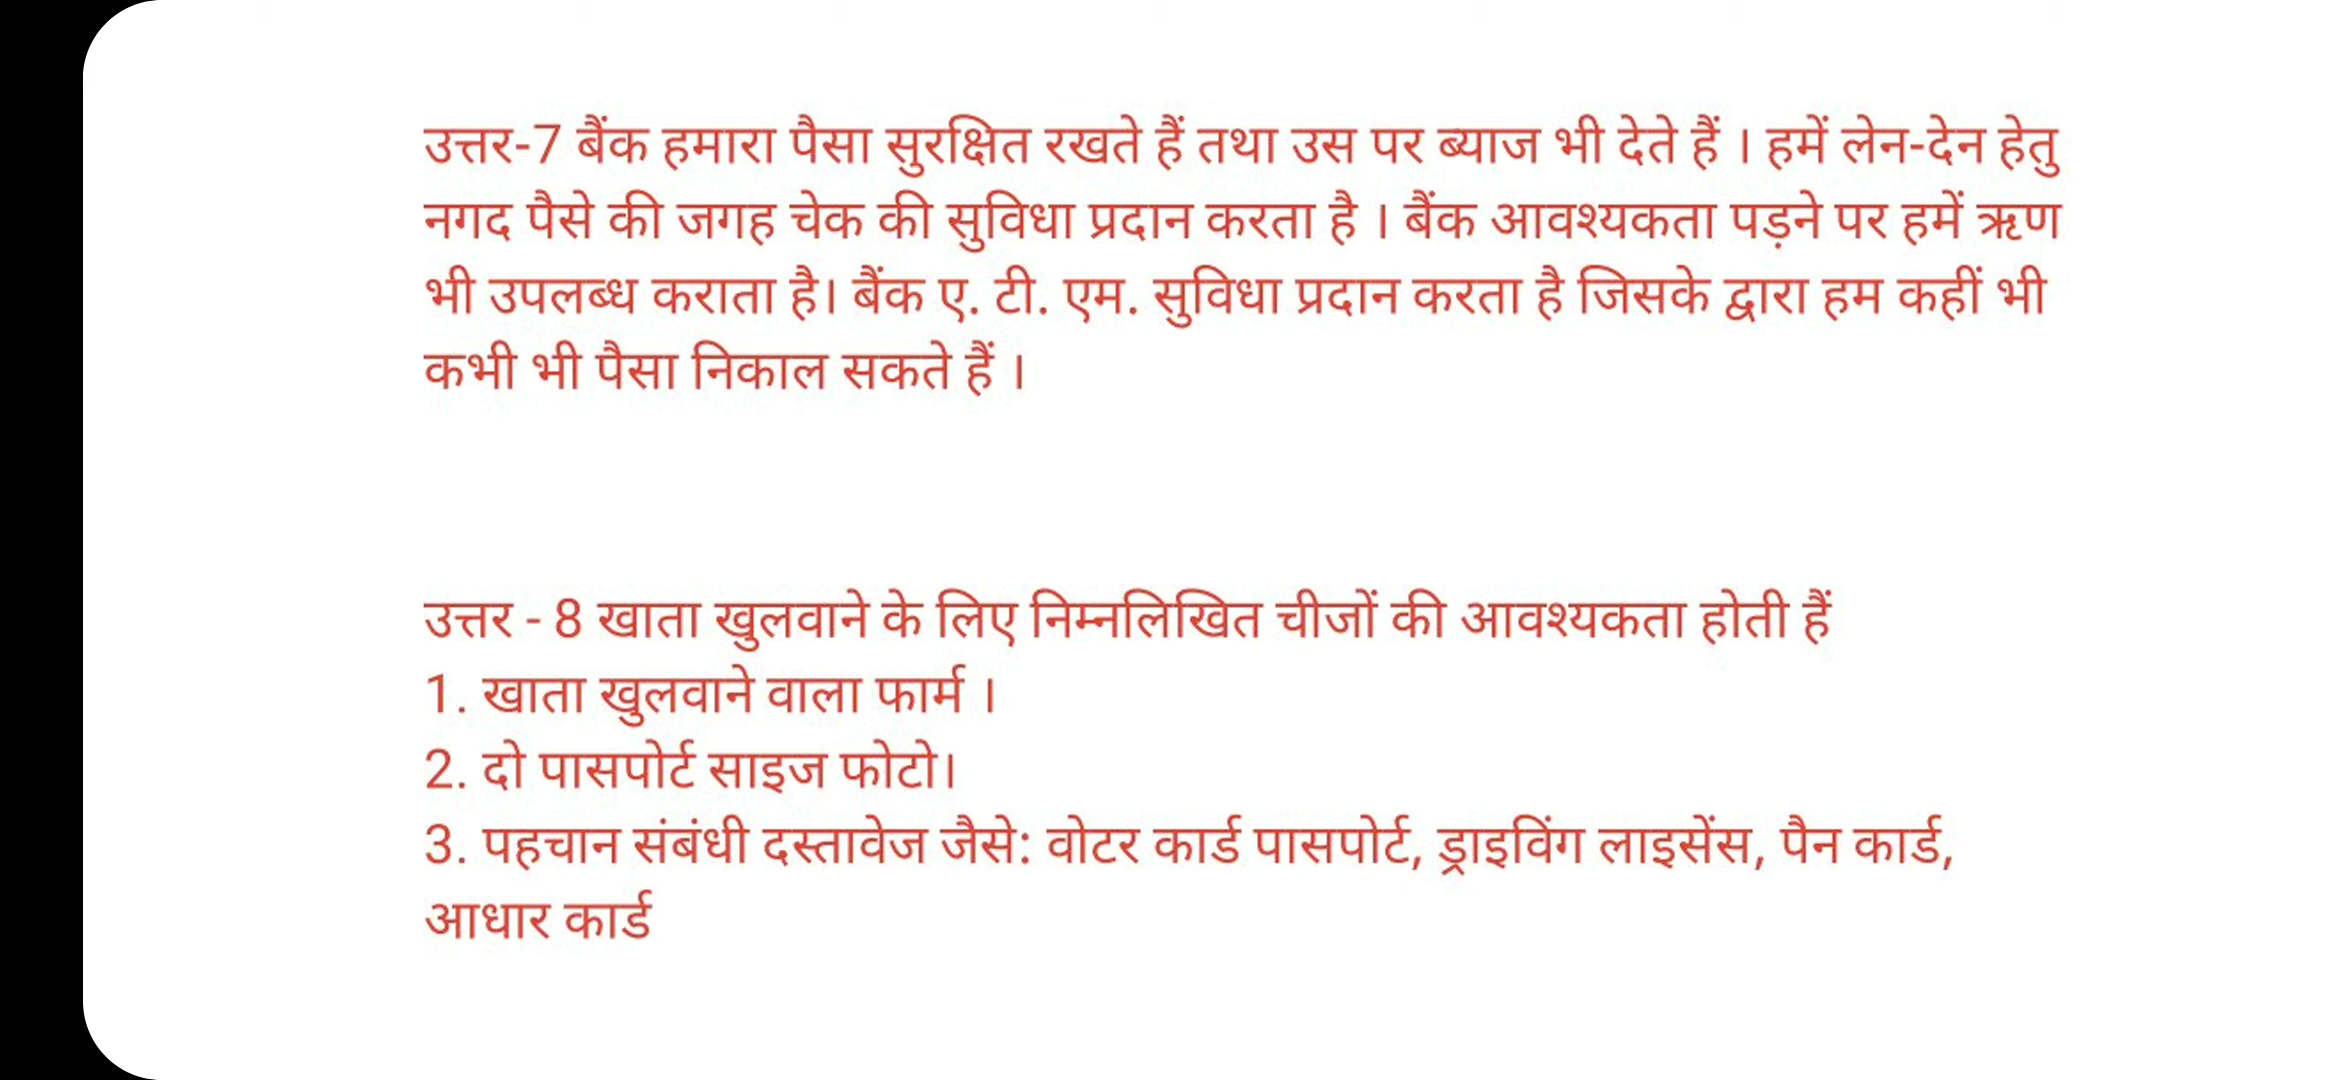 उत्तर-7 बैंक हमारा पैसा सुरक्षित रखते हैं तथा उस पर ब्याज भी देते हैं । हमें लेन-देन हेतु
नगद पैसे की जगह चेक की सुविधा प्रदान करता है । बैंक आवश्यकता पड़ने पर हमें ऋण
भी उपलब्ध कराता है। बैंक ए. टी. एम. सुविधा प्रदान करता है जिसके द्वारा हम कहीं भी
कभी भी पैसा निकाल सकते हैं ।
उत्तर - 8 खाता खुलवाने के लिए निम्नलिखित चीजों की आवश्यकता होती हैं
1. खाता खुलवाने वाला फार्म ।
2. दो पासपोर्ट साइज फोटो।
3. पहचान संबंधी दस्तावेज जैसे: वोटर कार्ड पासपोर्ट, ड्राइविंग लाइसेंस, पैन कार्ड,
आधार कार्ड